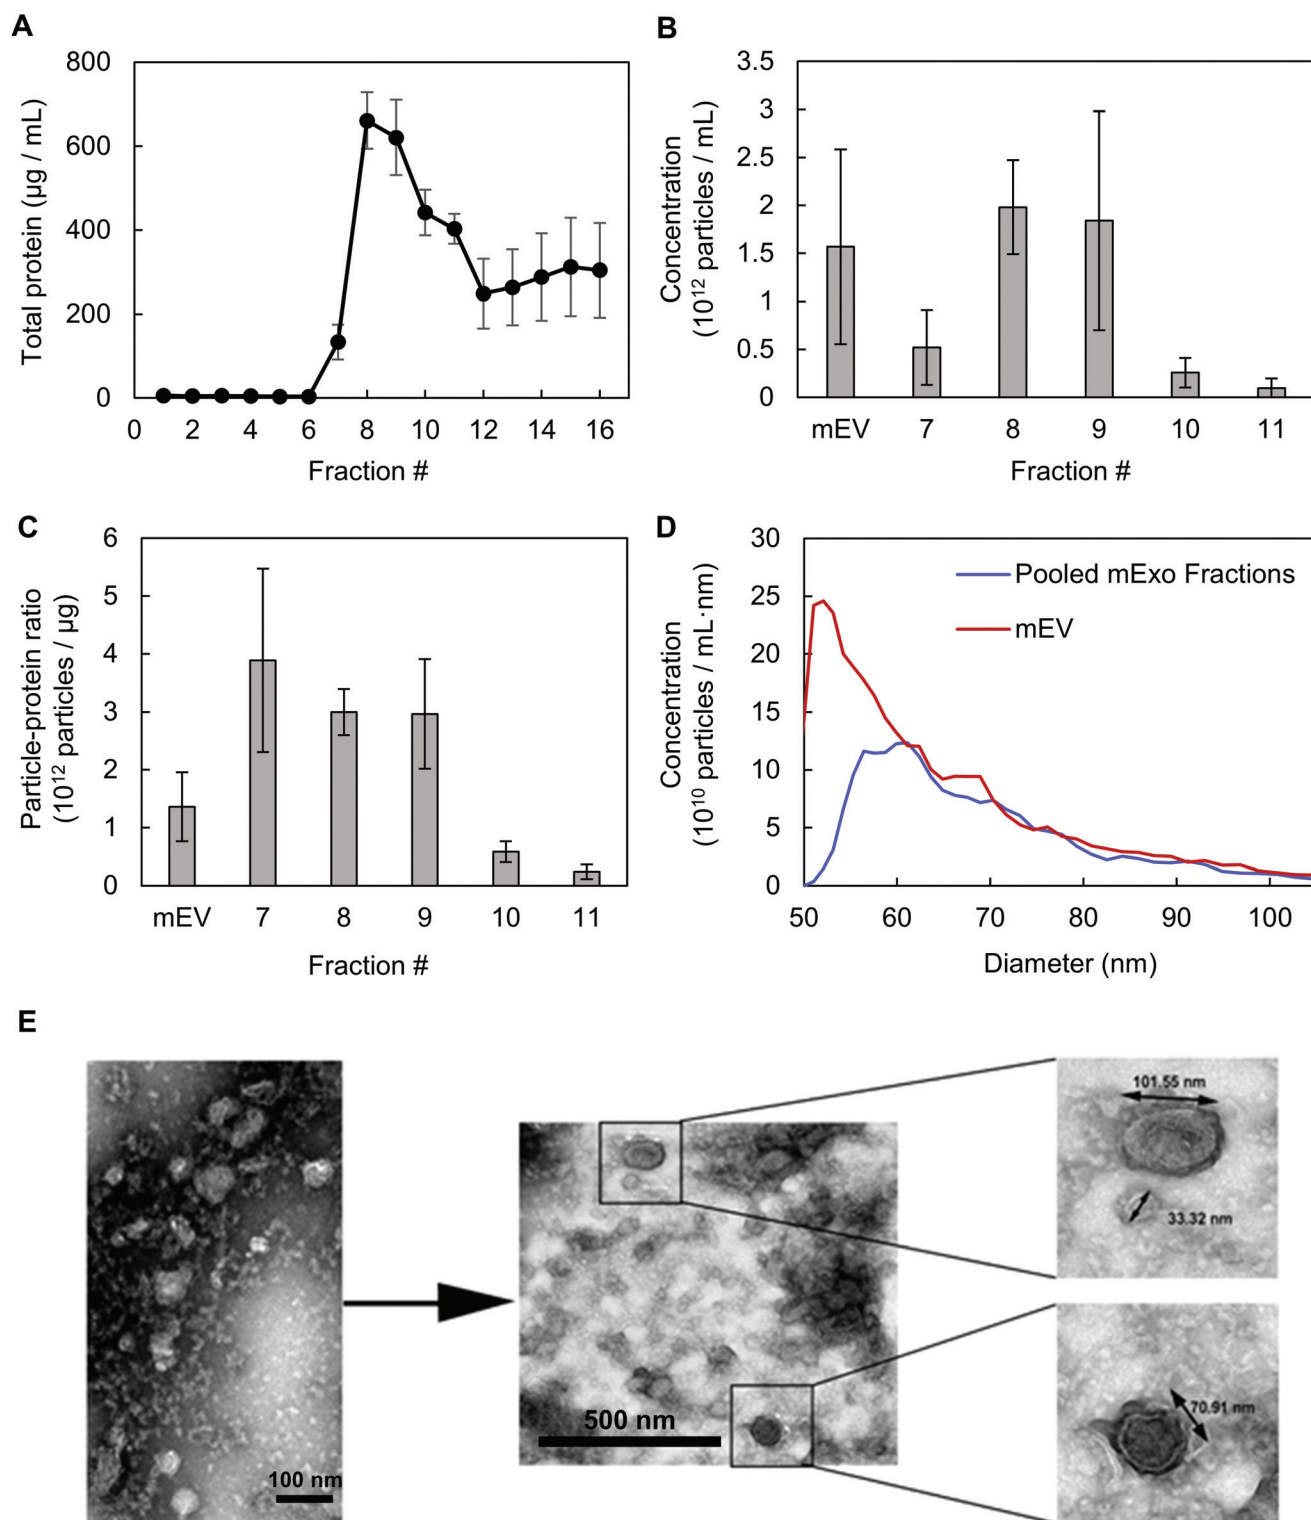 A
Total protein (µg / mL)
800
600
400
200
0
0 2 4 6 8 10 12 14 16
Fraction #
B
Concentration
(10¹² particles / mL)
3.5
3
2.5
2
1.5
1
0.5
0
mEV 7 8 9 10 11
Fraction #
C
Particle-protein ratio
(10¹² particles / µg)
6
5
4
3
2
1
0
mEV 7 8 9 10 11
Fraction #
D
Concentration
(10¹⁰ particles / mL·nm)
30
25
20
15
10
5
0
Pooled mExo Fractions
mEV
50 60 70 80 90 100
Diameter (nm)
E
100 nm
500 nm
101.55 nm
33.32 nm
70.91 nm